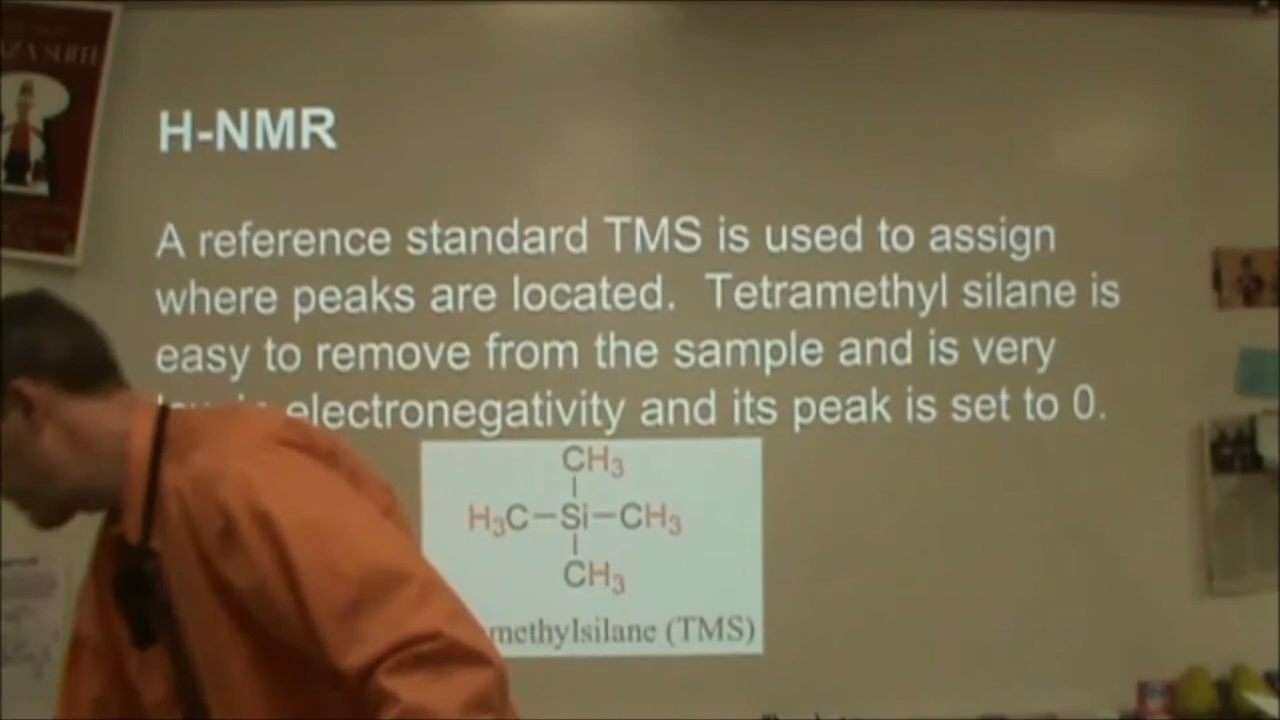 H-NMR
A reference standard TMS is used to assign
where peaks are located. Tetramethyl silane is
easy to remove from the sample and is very
electronegativity and its peak is set to 0.
CH3
H3C-Si-CH3
CH3
methylsilane (TMS)